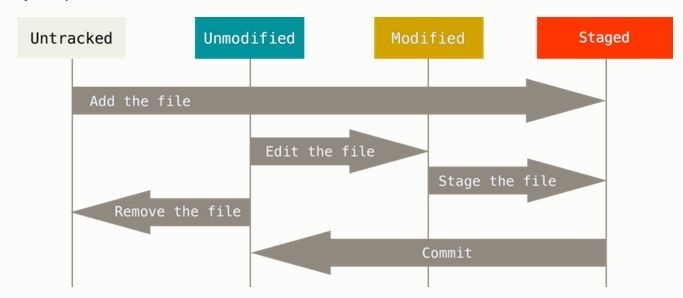 Untracked
Unmodified
Modified
Staged
Add the file
Edit the file
Stage the file
Remove the file
Commit